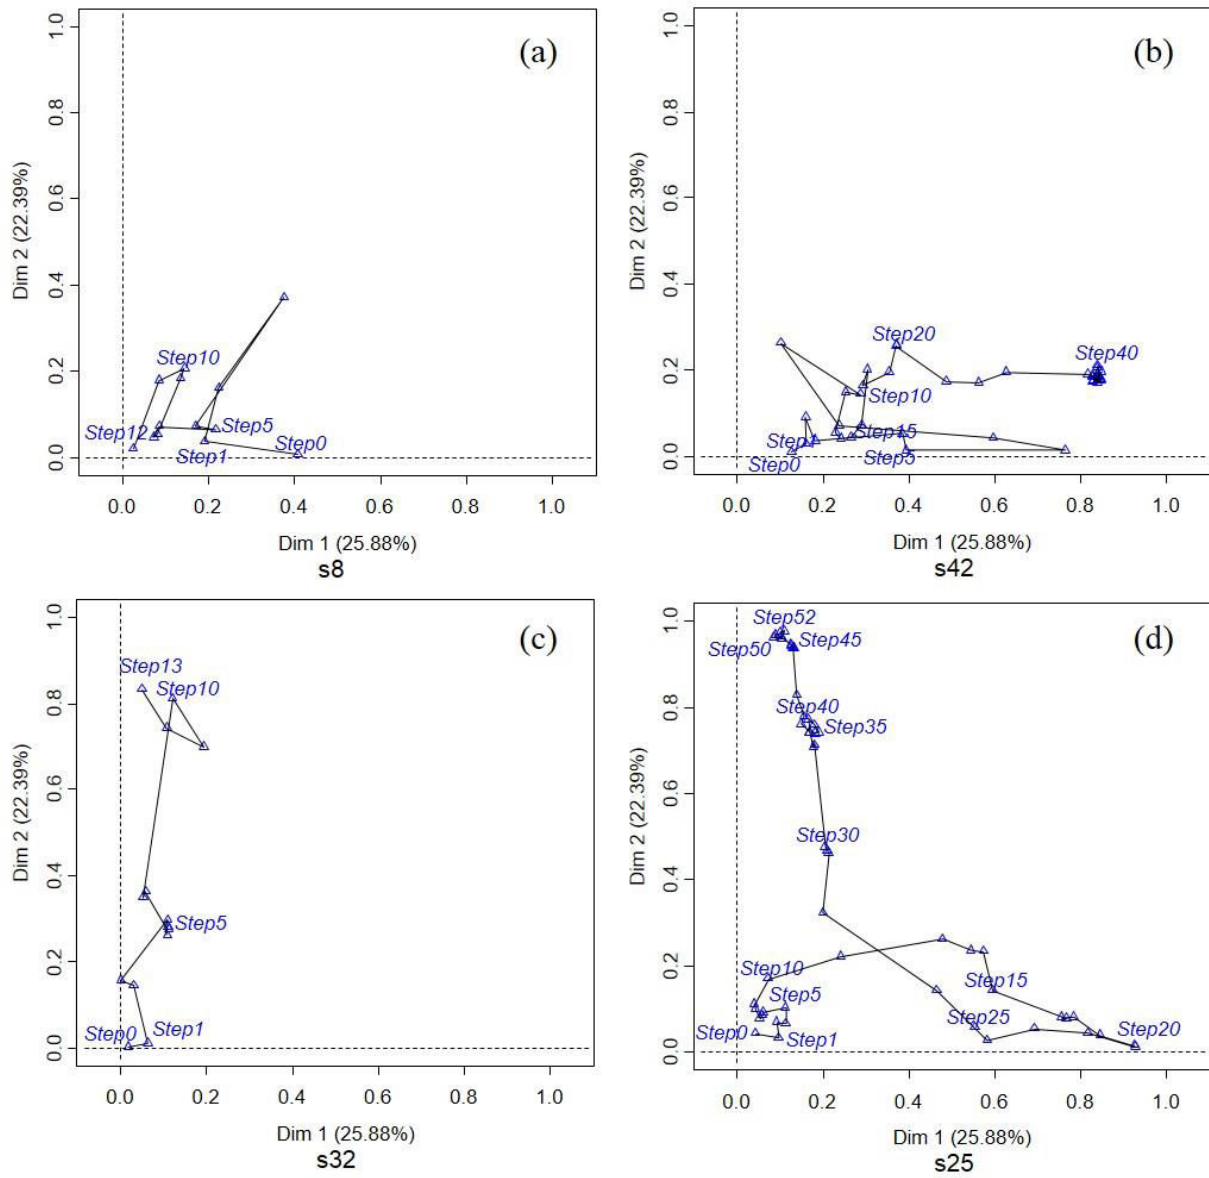 (a)
1.0
0.8
0.6
0.4
0.2
0.0
Dim 2 (22.39%)
Step10
Step12
Step5
Step1
Step0
0.0 0.2 0.4 0.6 0.8 1.0
Dim 1 (25.88%)
s8
(b)
1.0
0.8
0.6
0.4
0.2
0.0
Dim 2 (22.39%)
Step20
Step40
Step10
Step1
Step15
Step0
Step5
0.0 0.2 0.4 0.6 0.8 1.0
Dim 1 (25.88%)
s42
(c)
1.0
0.8
0.6
0.4
0.2
0.0
Dim 2 (22.39%)
Step13
Step10
Step5
Step0
Step1
0.0 0.2 0.4 0.6 0.8 1.0
Dim 1 (25.88%)
s32
(d)
1.0
0.8
0.6
0.4
0.2
0.0
Dim 2 (22.39%)
Step52
Step50
Step45
Step40
Step35
Step30
Step10
Step5
Step15
Step0
Step1
Step25
Step20
0.0 0.2 0.4 0.6 0.8 1.0
Dim 1 (25.88%)
s25